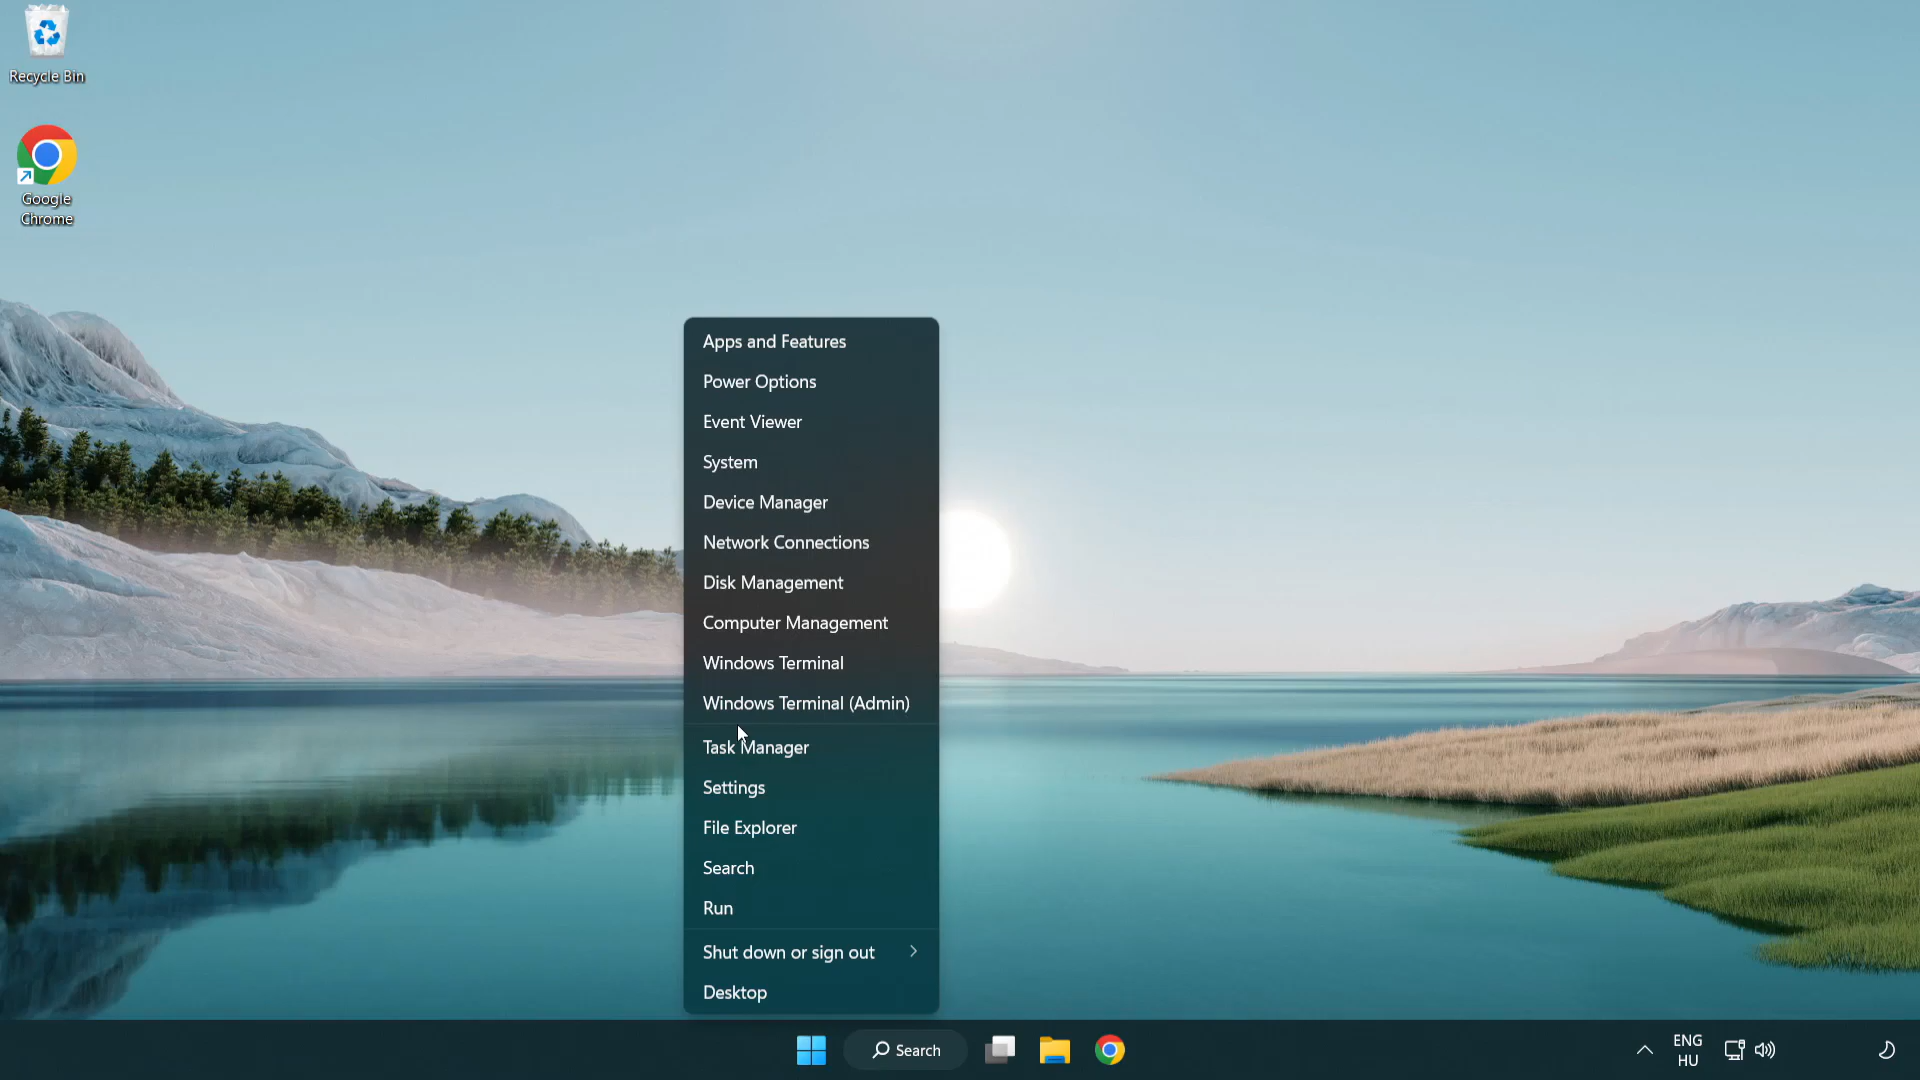 Recycle Bin
Google
Chrome
Apps and Features
Power Options
Event Viewer
System
Device Manager
Network Connections
Disk Management
Computer Management
Windows Terminal
Windows Terminal (Admin)
Task Manager
Settings
File Explorer
Search
Run
Shut down or sign out
Desktop
Search
ENG
HU